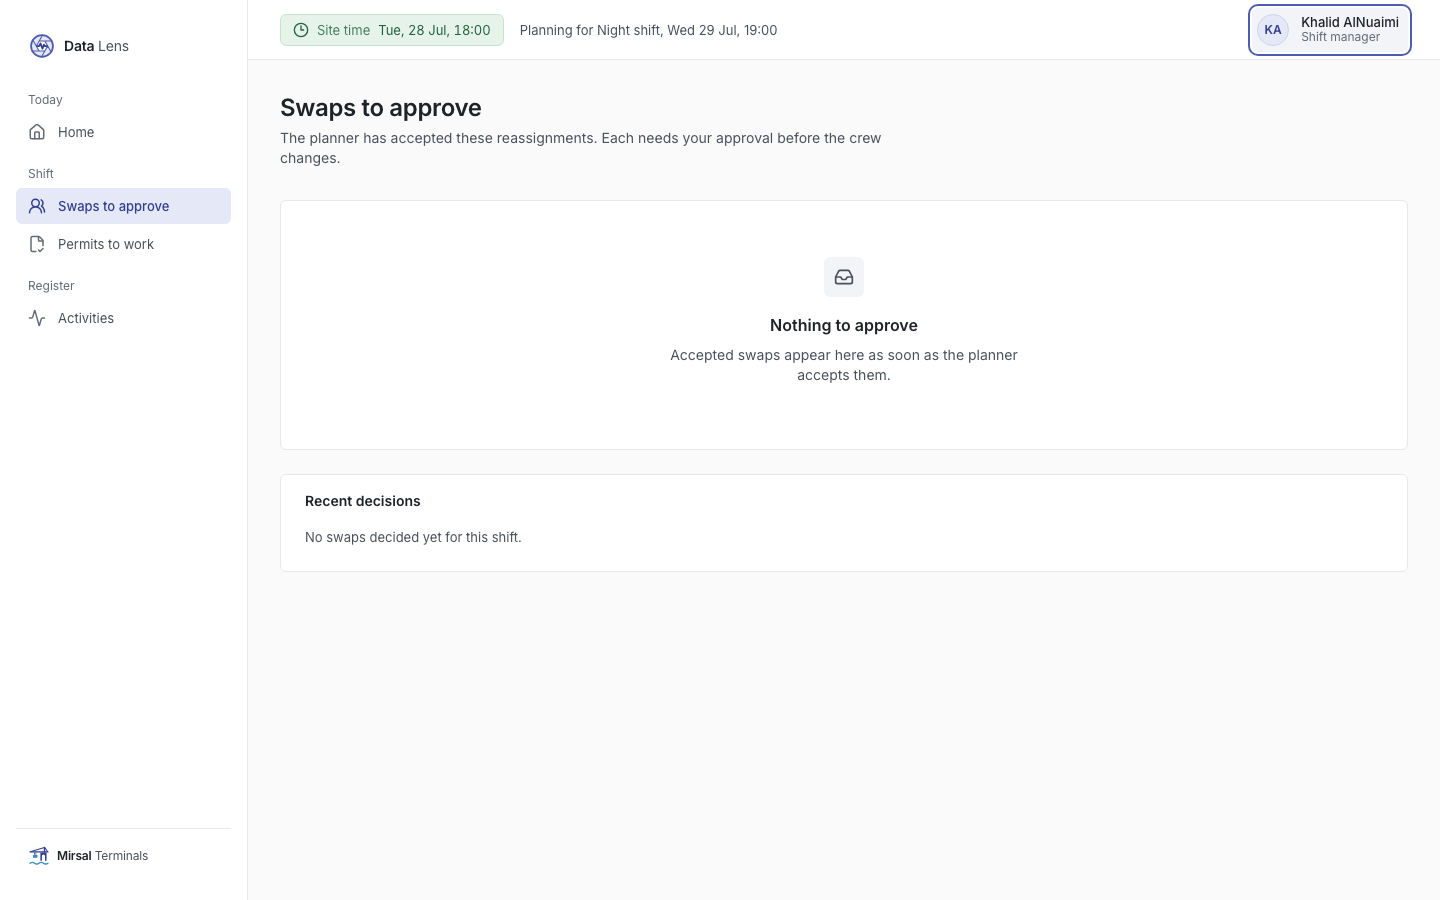 Data Lens
Today
Home
Shift
Swaps to approve
Permits to work
Register
Activities
Mirsal Terminals
Site time Tue, 28 Jul, 18:00
Planning for Night shift, Wed 29 Jul, 19:00
KA
Khalid AlNuaimi
Shift manager
Swaps to approve
The planner has accepted these reassignments. Each needs your approval before the crew
changes.
Nothing to approve
Accepted swaps appear here as soon as the planner
accepts them.
Recent decisions
No swaps decided yet for this shift.